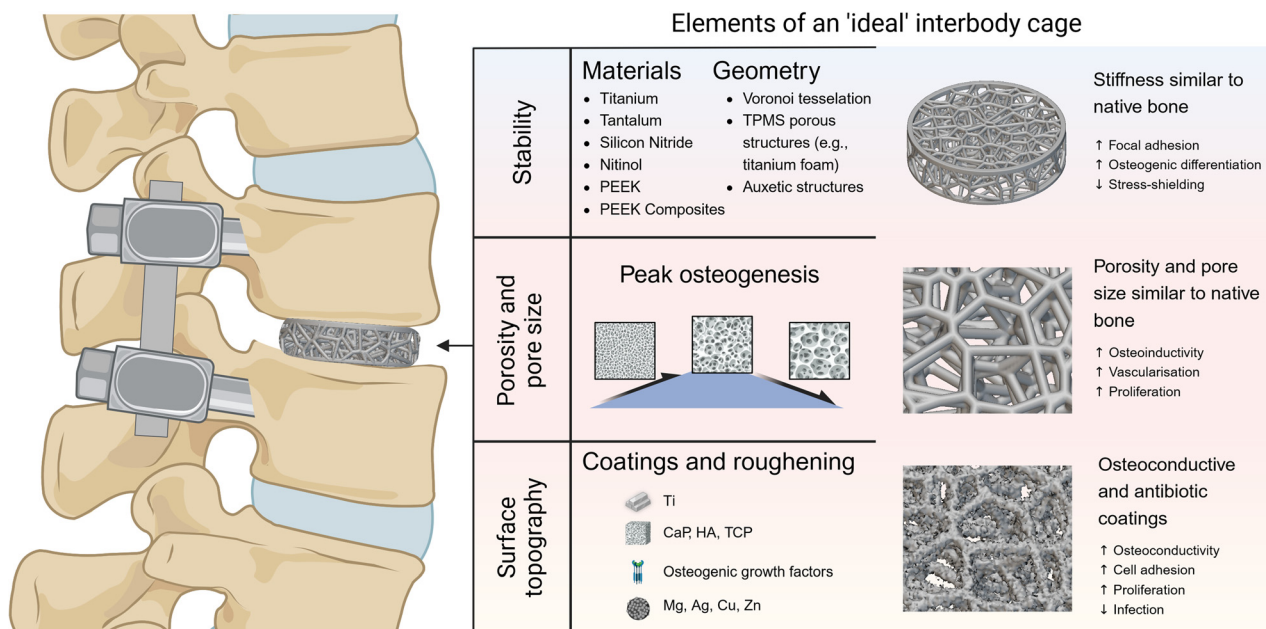 Elements of an 'ideal' interbody cage
Stability
Materials
• Titanium
• Tantalum
• Silicon Nitride
• Nitinol
• PEEK
• PEEK Composites
Geometry
• Voronoi tesselation
• TPMS porous
structures (e.g.,
titanium foam)
• Auxetic structures
Stiffness similar to
native bone
↑ Focal adhesion
↑ Osteogenic differentiation
↓ Stress-shielding
Porosity and
pore size
Peak osteogenesis
Porosity and pore
size similar to native
bone
↑ Osteoinductivity
↑ Vascularisation
↑ Proliferation
Surface
topography
Coatings and roughening
Ti
CaP, HA, TCP
Osteogenic growth factors
Mg, Ag, Cu, Zn
Osteoconductive
and antibiotic
coatings
↑ Osteoconductivity
↑ Cell adhesion
↑ Proliferation
↓ Infection